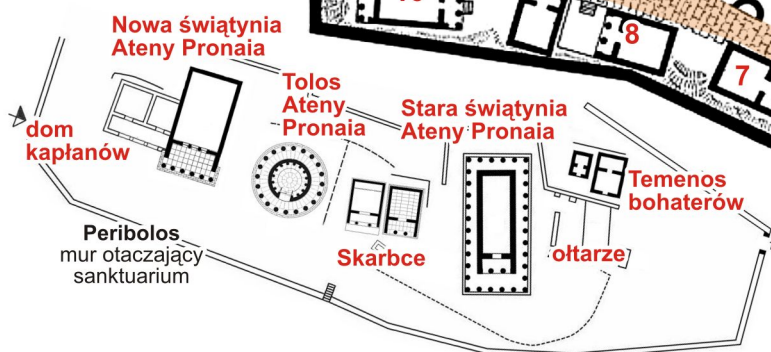 Nowa świątynia
Ateny Pronaia
Tolos
Ateny
Pronaia
Stara świątynia
Ateny Pronaia
8
7
dom
kapłanów
Temenos
bohaterów
Peribolos
mur otaczający
sanktuarium
Skarbce
ołtarze